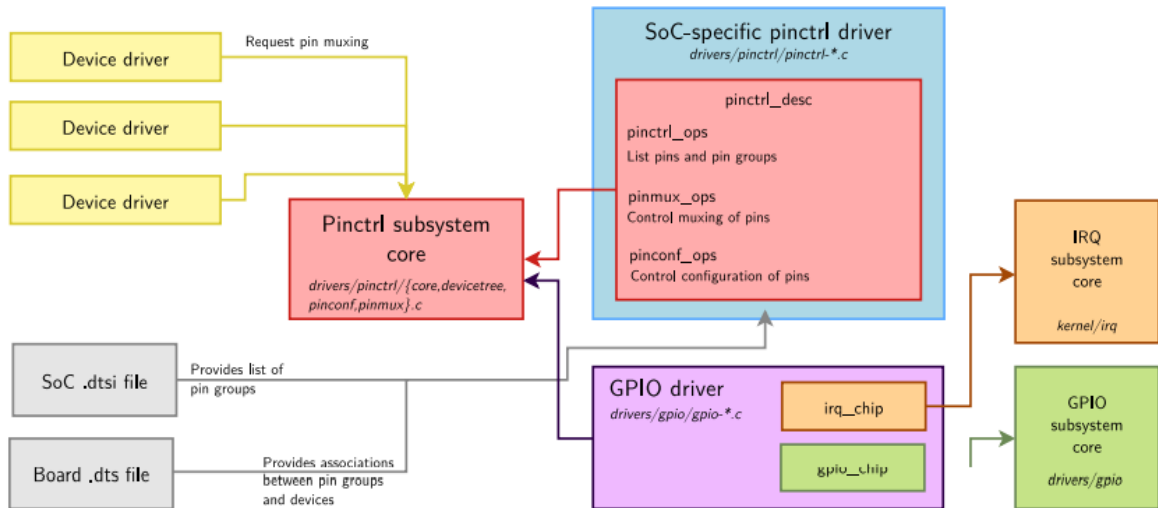 Device driver
Request pin muxing
Device driver
Device driver
Pinctrl subsystem
core
drivers/pinctrl/{core,devicetree,
pinconf,pinmux}.c
SoC-specific pinctrl driver
drivers/pinctrl/pinctrl-*.c
pinctrl_desc
pinctrl_ops
List pins and pin groups
pinmux_ops
Control muxing of pins
pinconf_ops
Control configuration of pins
IRQ
subsystem
core
kernel/irq
SoC .dtsi file
Provides list of
pin groups
Board .dts file
Provides associations
between pin groups
and devices
GPIO driver
drivers/gpio/gpio-*.c
irq_chip
gpio_chip
GPIO
subsystem
core
drivers/gpio